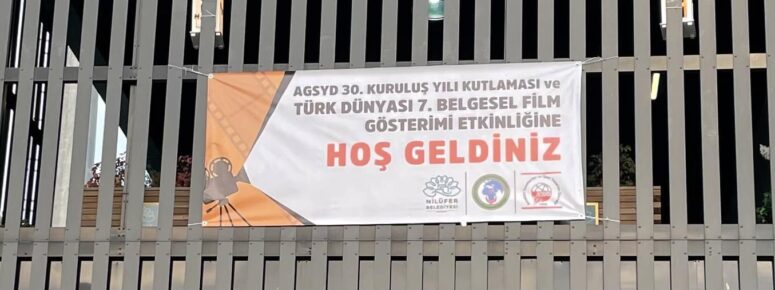 AGSYD 30. KURULUŞ YILI KUTLAMASI ve
TÜRK DÜNYASI 7. BELGESEL FİLM
GÖSTERİMİ ETKİNLİĞİNE
HOŞ GELDİNİZ
NİLÜFER
BELEDİYESİ